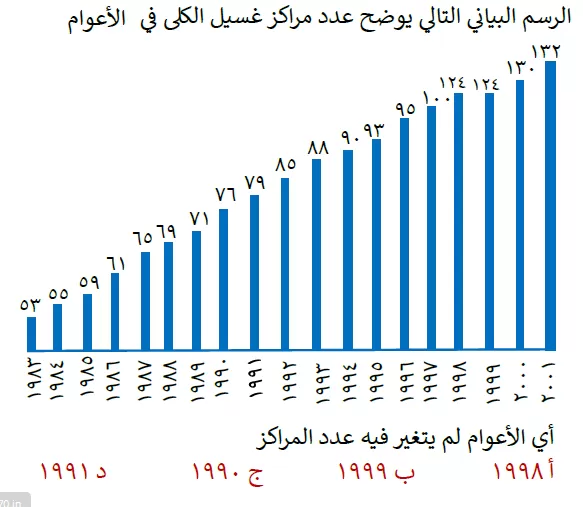 الرسم البياني التالي يوضح عدد مراكز غسيل الكلى في الأعوام
٥٣ ٥٥ ٥٩ ٦١ ٦٥ ٦٩ ٧١ ٧٦ ٧٩ ٨٥ ٨٨ ٩٠ ٩٣ ٩٥ ١٠٠ ١٢٤ ١٢٤ ١٣٠ ١٣٢
١٩٨٣ ١٩٨٤ ١٩٨٥ ١٩٨٦ ١٩٨٧ ١٩٨٨ ١٩٨٩ ١٩٩٠ ١٩٩١ ١٩٩٢ ١٩٩٣ ١٩٩٤ ١٩٩٥ ١٩٩٦ ١٩٩٧ ١٩٩٨ ١٩٩٩ ٢٠٠٠ ٢٠٠١
أي الأعوام لم يتغير فيه عدد المراكز
أ ١٩٩٨ ب ١٩٩٩ ج ١٩٩٠ د ١٩٩١